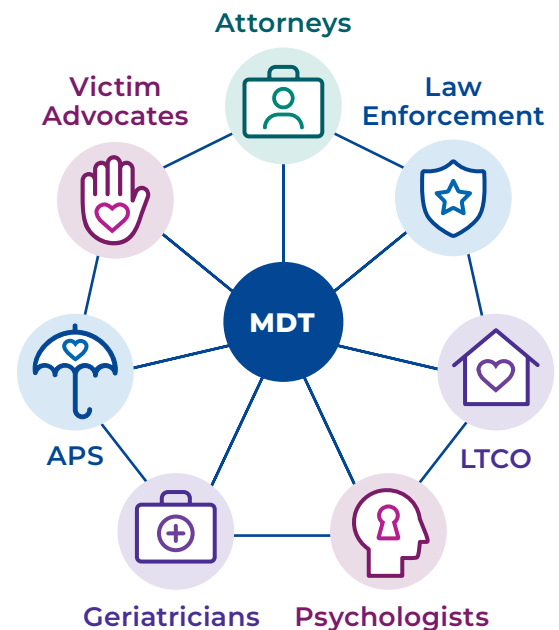 Attorneys
Victim
Advocates
Law
Enforcement
MDT
APS
LTCO
Geriatricians
Psychologists